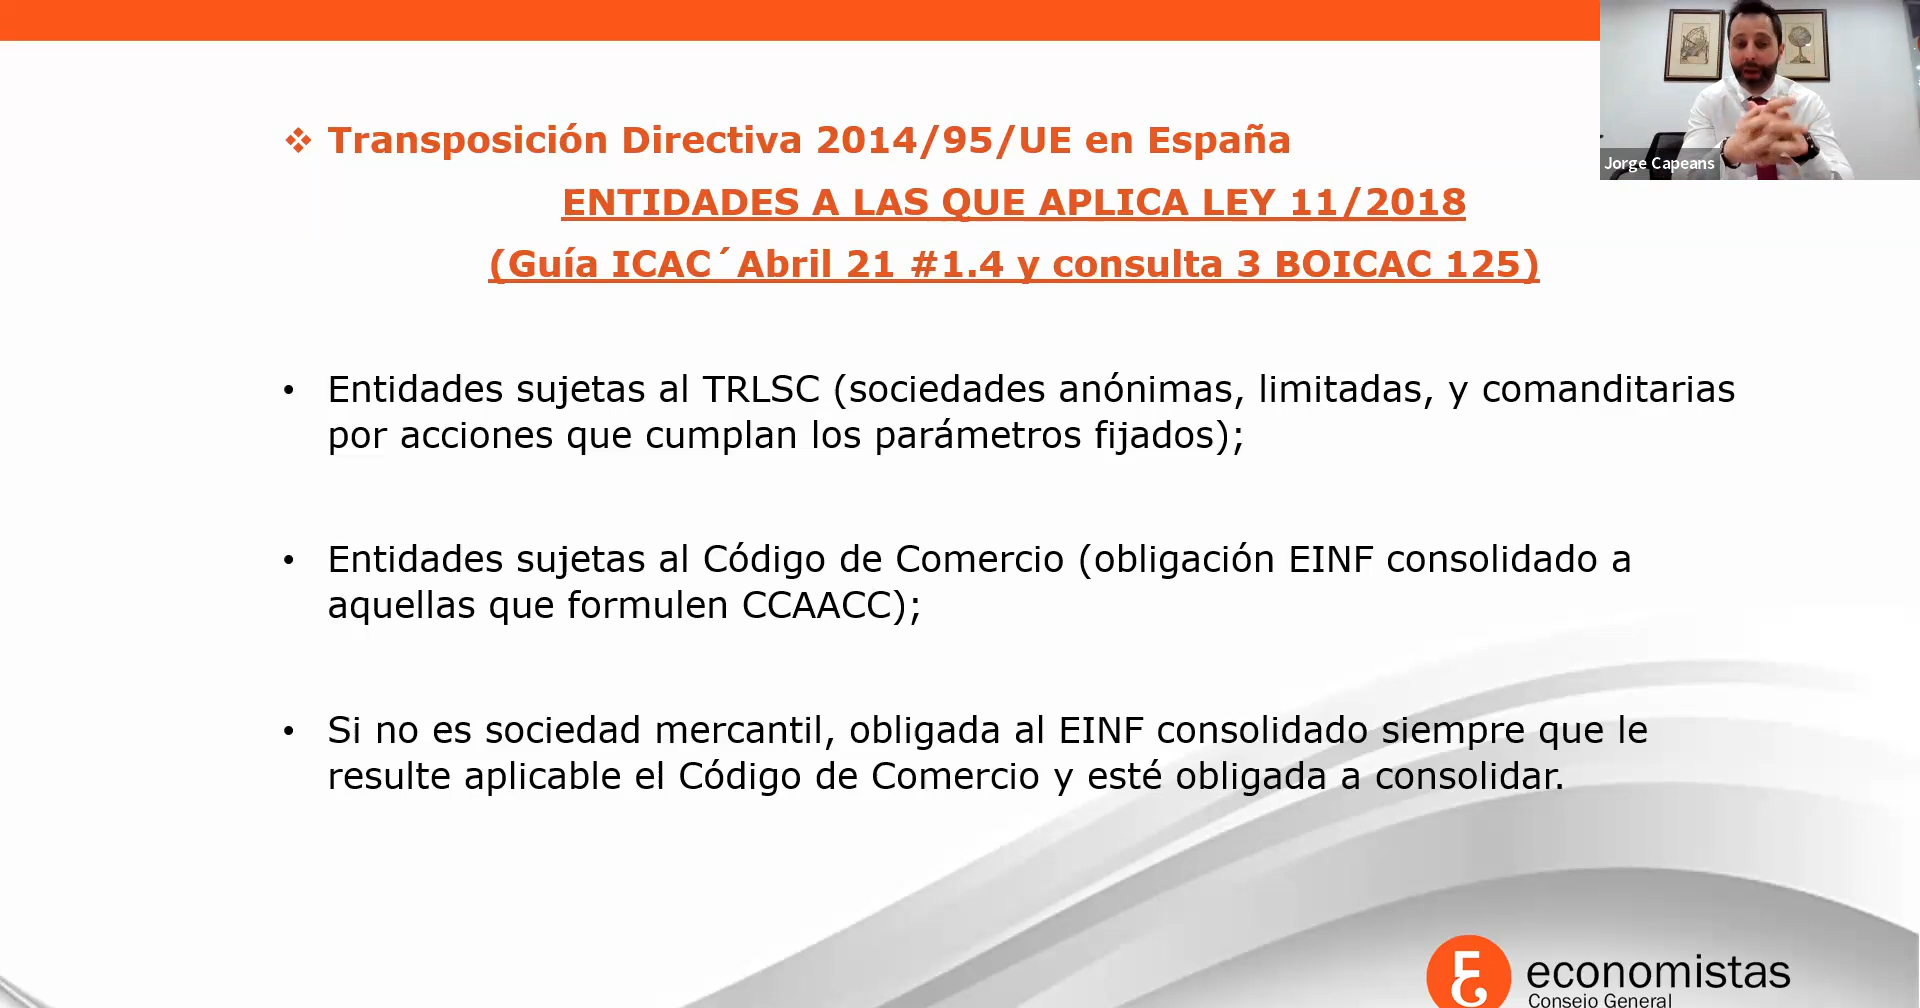 ❖ Transposición Directiva 2014/95/UE en España
ENTIDADES A LAS QUE APLICA LEY 11/2018
(Guía ICAC´Abril 21 #1.4 y consulta 3 BOICAC 125)
• Entidades sujetas al TRLSC (sociedades anónimas, limitadas, y comanditarias
por acciones que cumplan los parámetros fijados);
• Entidades sujetas al Código de Comercio (obligación EINF consolidado a
aquellas que formulen CCAACC);
• Si no es sociedad mercantil, obligada al EINF consolidado siempre que le
resulte aplicable el Código de Comercio y esté obligada a consolidar.
Jorge Capeans
economistas
Consejo General